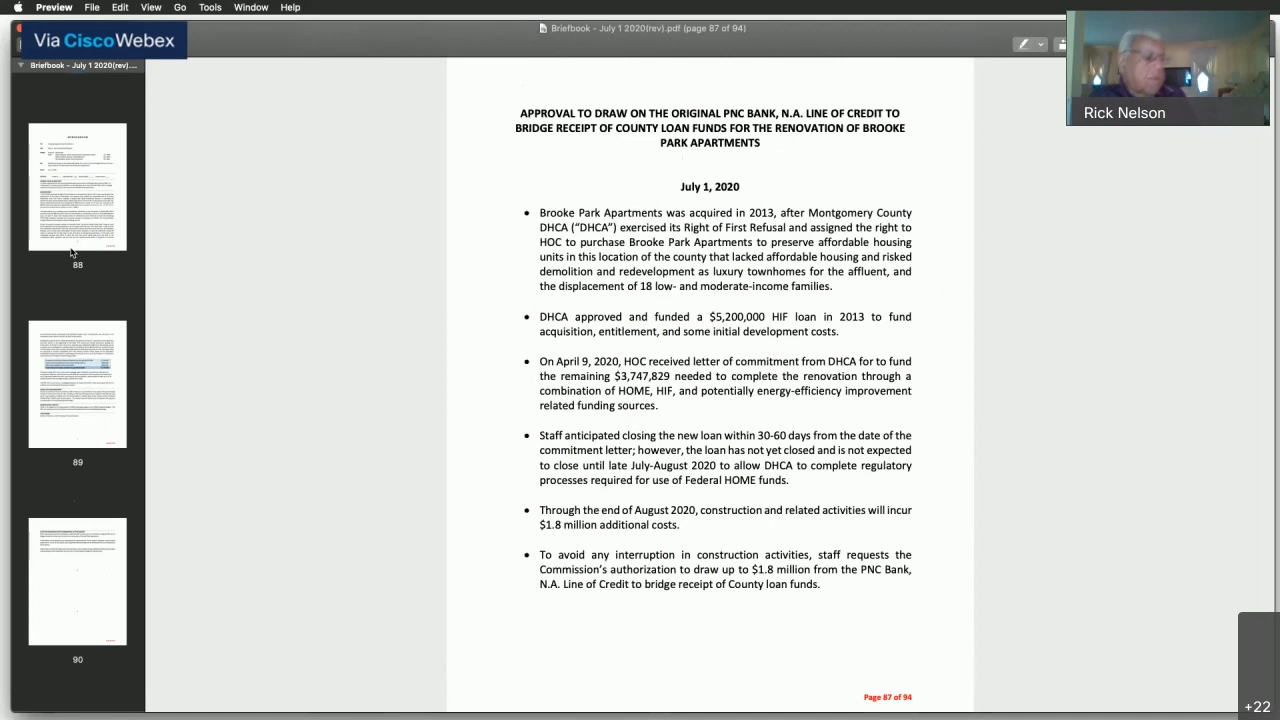 Preview File Edit View Go Tools Window Help
Via CiscoWebex
Briefbook - July 1 2020(rev).pdf (page 87 of 94)
Briefbook - July 1 2020(rev)....
Rick Nelson
APPROVAL TO DRAW ON THE ORIGINAL PNC BANK, N.A. LINE OF CREDIT TO
BRIDGE RECEIPT OF COUNTY LOAN FUNDS FOR THE RENOVATION OF BROOKE
PARK APARTMENTS
July 1, 2020
• Brooke Park Apartments was acquired in 2013, after Montgomery County
DHCA (“DHCA”) exercised its Right of First Refusal and assigned the right to
HOC to purchase Brooke Park Apartments to preserve affordable housing
units in this location of the county that lacked affordable housing and risked
demolition and redevelopment as luxury townhomes for the affluent, and
the displacement of 18 low- and moderate-income families.
• DHCA approved and funded a $5,200,000 HIF loan in 2013 to fund
acquisition, entitlement, and some initial development costs.
• On April 9, 2020, HOC received letter of commitment from DHCA for to fund
the remaining $3,747,829 needed to complete the renovation through a
combination of HOME, HIF, and potentially energy-efficiency improvement
related funding sources.
• Staff anticipated closing the new loan within 30-60 days from the date of the
commitment letter; however, the loan has not yet closed and is not expected
to close until late July-August 2020 to allow DHCA to complete regulatory
processes required for use of Federal HOME funds.
• Through the end of August 2020, construction and related activities will incur
$1.8 million additional costs.
• To avoid any interruption in construction activities, staff requests the
Commission’s authorization to draw up to $1.8 million from the PNC Bank,
N.A. Line of Credit to bridge receipt of County loan funds.
Page 87 of 94
88
89
90
+22